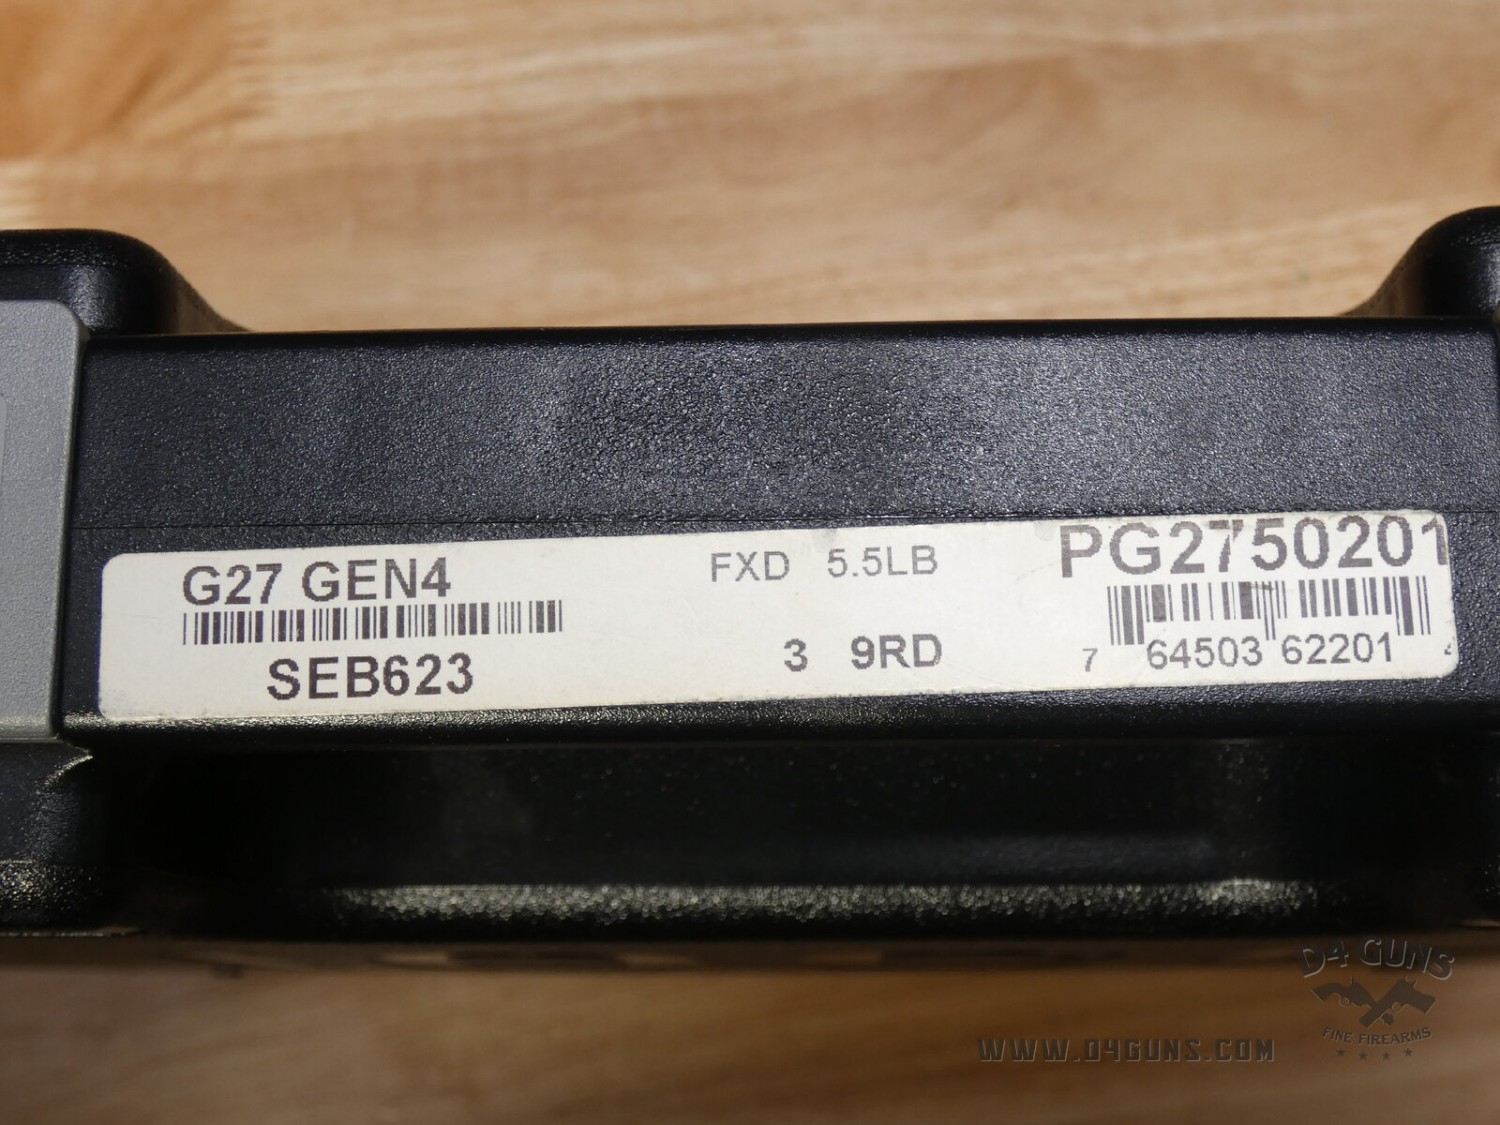 G27 GEN4
SEB623
FXD 5.5LB
3 9RD
PG2750201
7 64503 62201 4
D4 GUNS
FINE FIREARMS
WWW.D4GUNS.COM